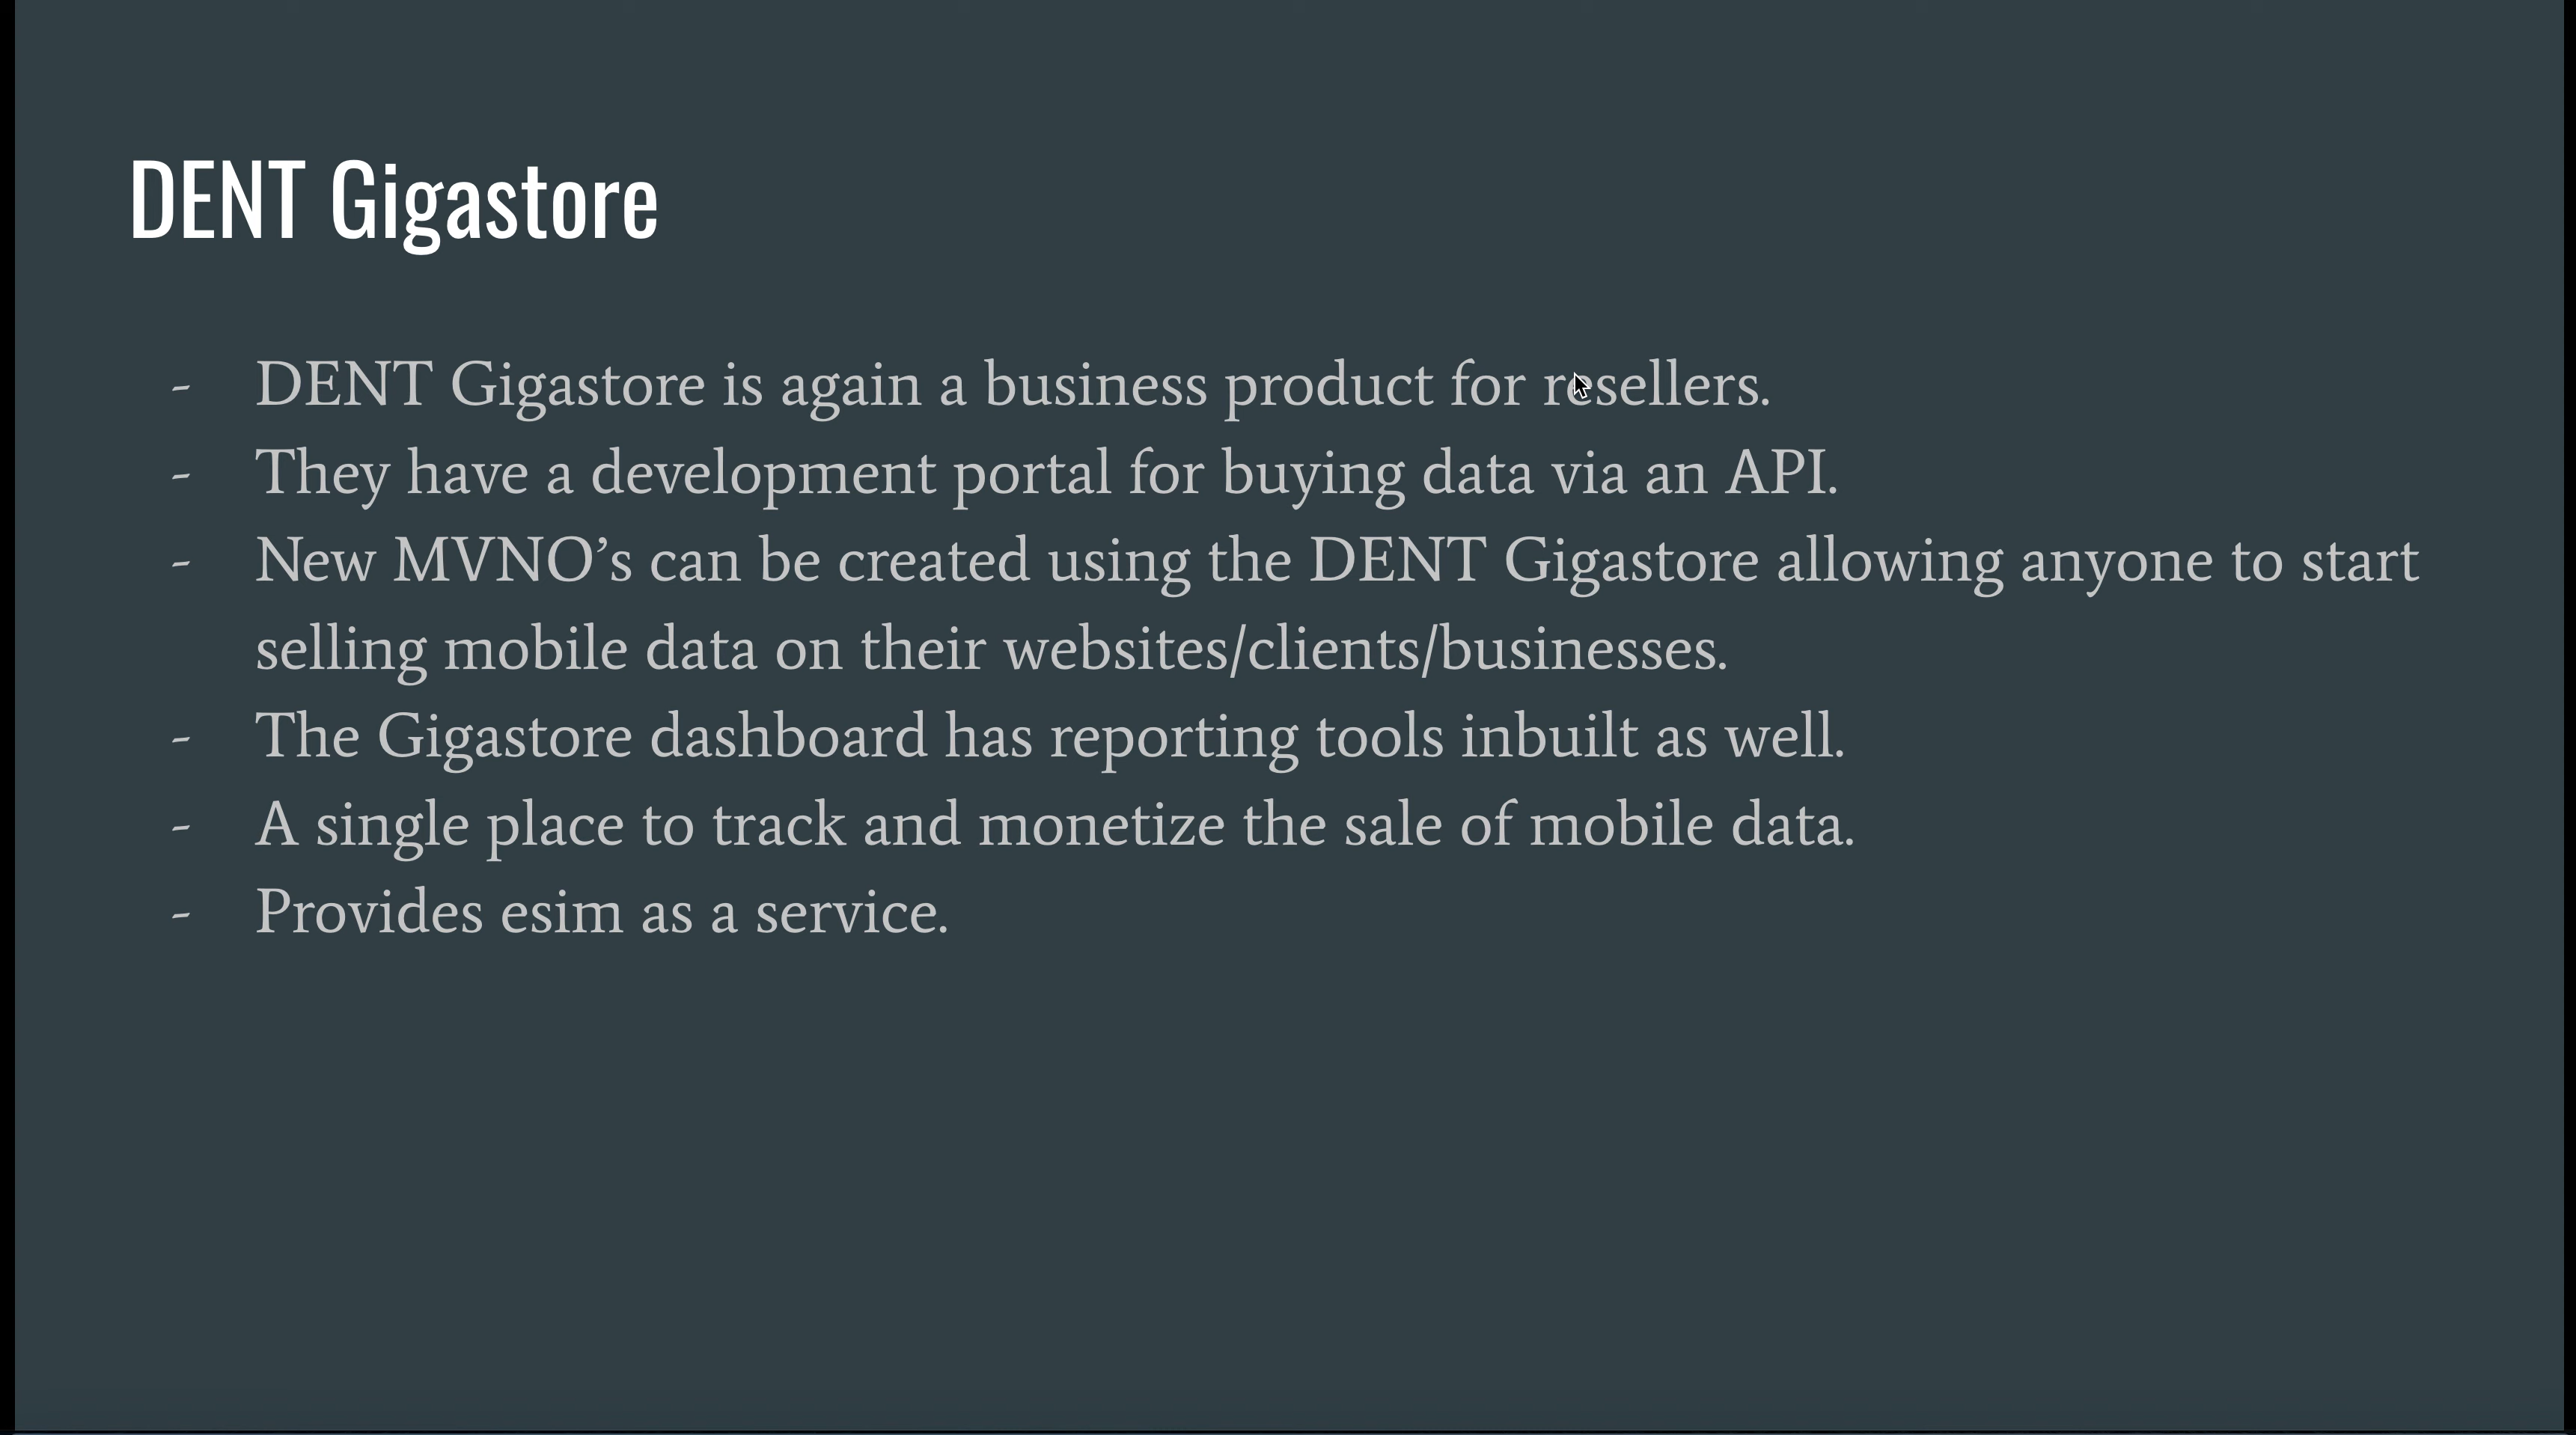 DENT Gigastore
- DENT Gigastore is again a business product for resellers.
- They have a development portal for buying data via an API.
- New MVNO’s can be created using the DENT Gigastore allowing anyone to start
selling mobile data on their websites/clients/businesses.
- The Gigastore dashboard has reporting tools inbuilt as well.
- A single place to track and monetize the sale of mobile data.
- Provides esim as a service.